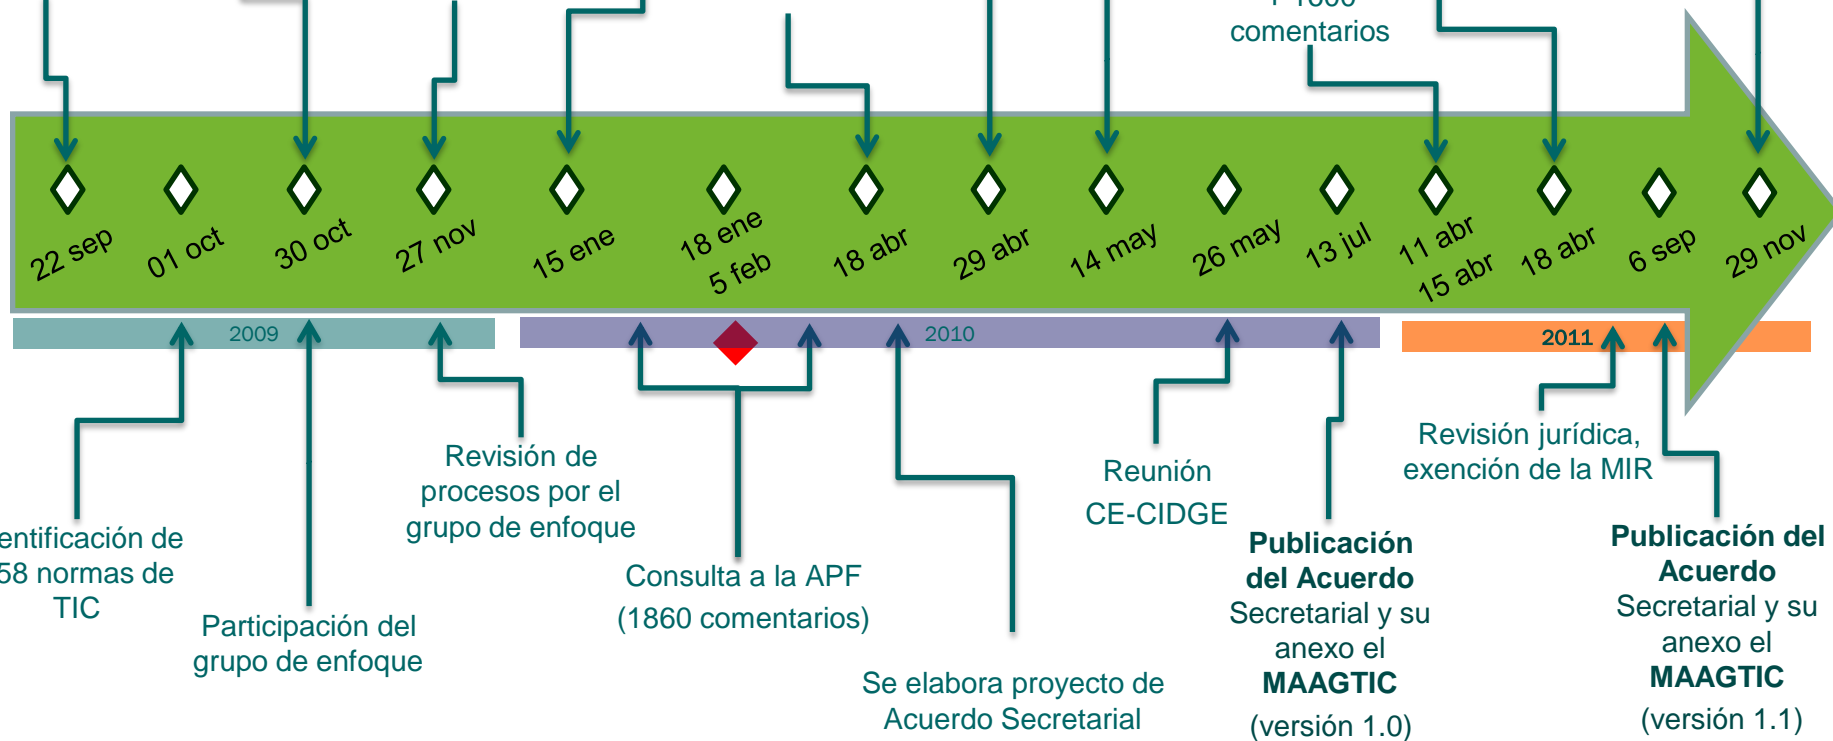 comentarios
22 sep
01 oct
30 oct
27 nov
15 ene
18 ene
5 feb
18 abr
29 abr
14 may
26 may
13 jul
11 abr
15 abr
18 abr
6 sep
29 nov
2009
2010
2011
de
58 normas de
TIC
Participación del
grupo de enfoque
Revisión de
procesos por el
grupo de enfoque
Consulta a la APF
(1860 comentarios)
Se elabora proyecto de
Acuerdo Secretarial
Reunión
CE-CIDGE
Publicación
del Acuerdo
Secretarial y su
anexo el
MAAGTIC
(versión 1.0)
Revisión jurídica,
exención de la MIR
Publicación del
Acuerdo
Secretarial y su
anexo el
MAAGTIC
(versión 1.1)